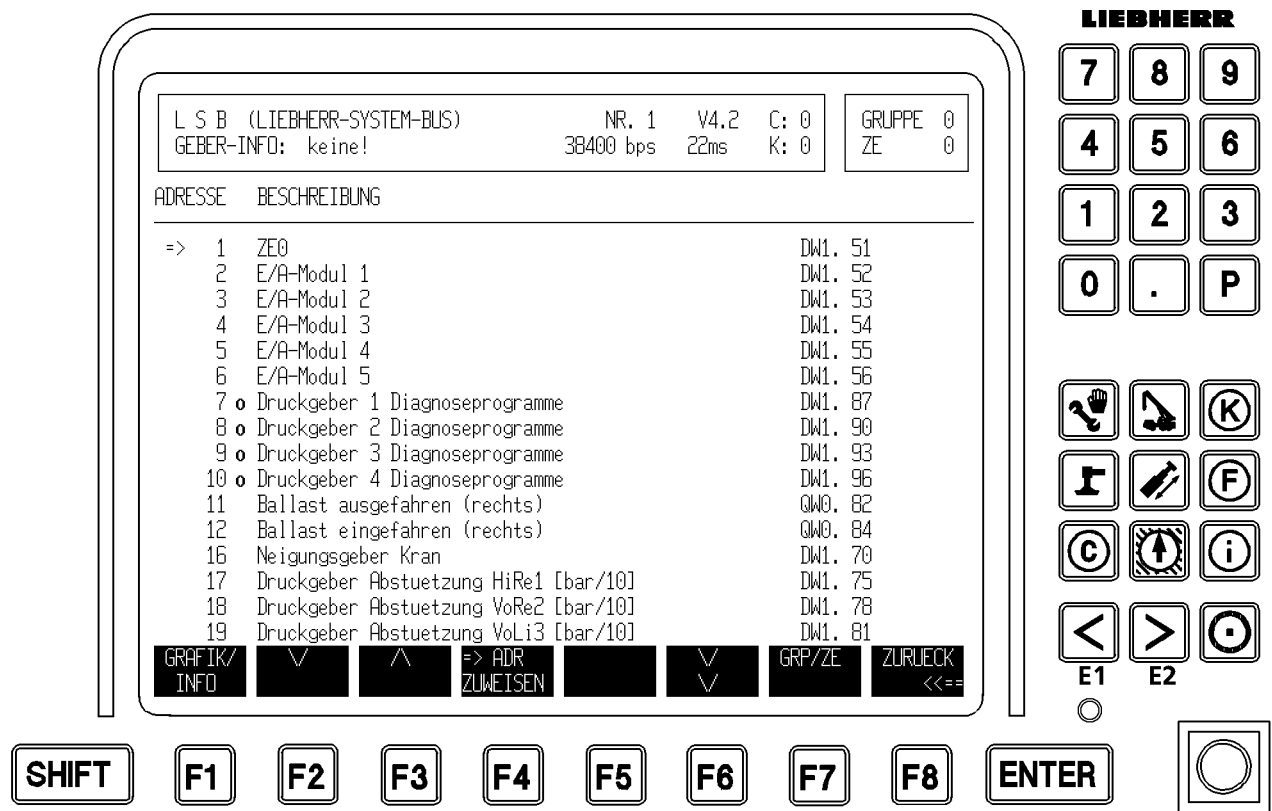 LIEBHERR
L S B (LIEBHERR-SYSTEM-BUS) NR. 1 V4.2 C: 0 GRUPPE 0
GEBER-INFO: keine! 38400 bps 22ms K: 0 ZE 0
ADRESSE BESCHREIBUNG
=> 1 ZE0 DW1. 51
2 E/A-Modul 1 DW1. 52
3 E/A-Modul 2 DW1. 53
4 E/A-Modul 3 DW1. 54
5 E/A-Modul 4 DW1. 55
6 E/A-Modul 5 DW1. 56
7 o Druckgeber 1 Diagnoseprogramme DW1. 87
8 o Druckgeber 2 Diagnoseprogramme DW1. 90
9 o Druckgeber 3 Diagnoseprogramme DW1. 93
10 o Druckgeber 4 Diagnoseprogramme DW1. 96
11 Ballast ausgefahren (rechts) QW0. 82
12 Ballast eingefahren (rechts) QW0. 84
16 Neigungsgeber Kran DW1. 70
17 Druckgeber Abstuetzung HiRe1 [bar/10] DW1. 75
18 Druckgeber Abstuetzung VoRe2 [bar/10] DW1. 78
19 Druckgeber Abstuetzung VoLi3 [bar/10] DW1. 81
GRAFIK/ \/ /\ => ADR \/ GRP/ZE ZURUECK
INFO ZUWEISEN \/ <<==
7 8 9
4 5 6
1 2 3
0 . P
K
F
C i
< >
E1 E2
SHIFT F1 F2 F3 F4 F5 F6 F7 F8 ENTER